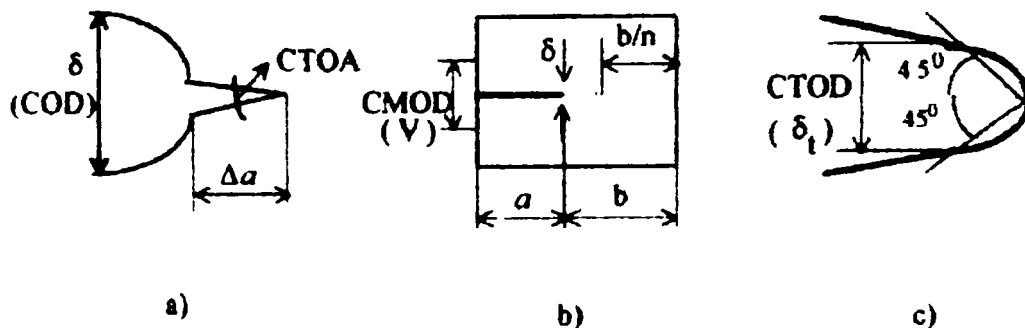 δ
(COD)
CTOA
Δa
a)
CMOD
(V)
δ
b/n
a
b
b)
CTOD
(δt)
45⁰
45⁰
c)